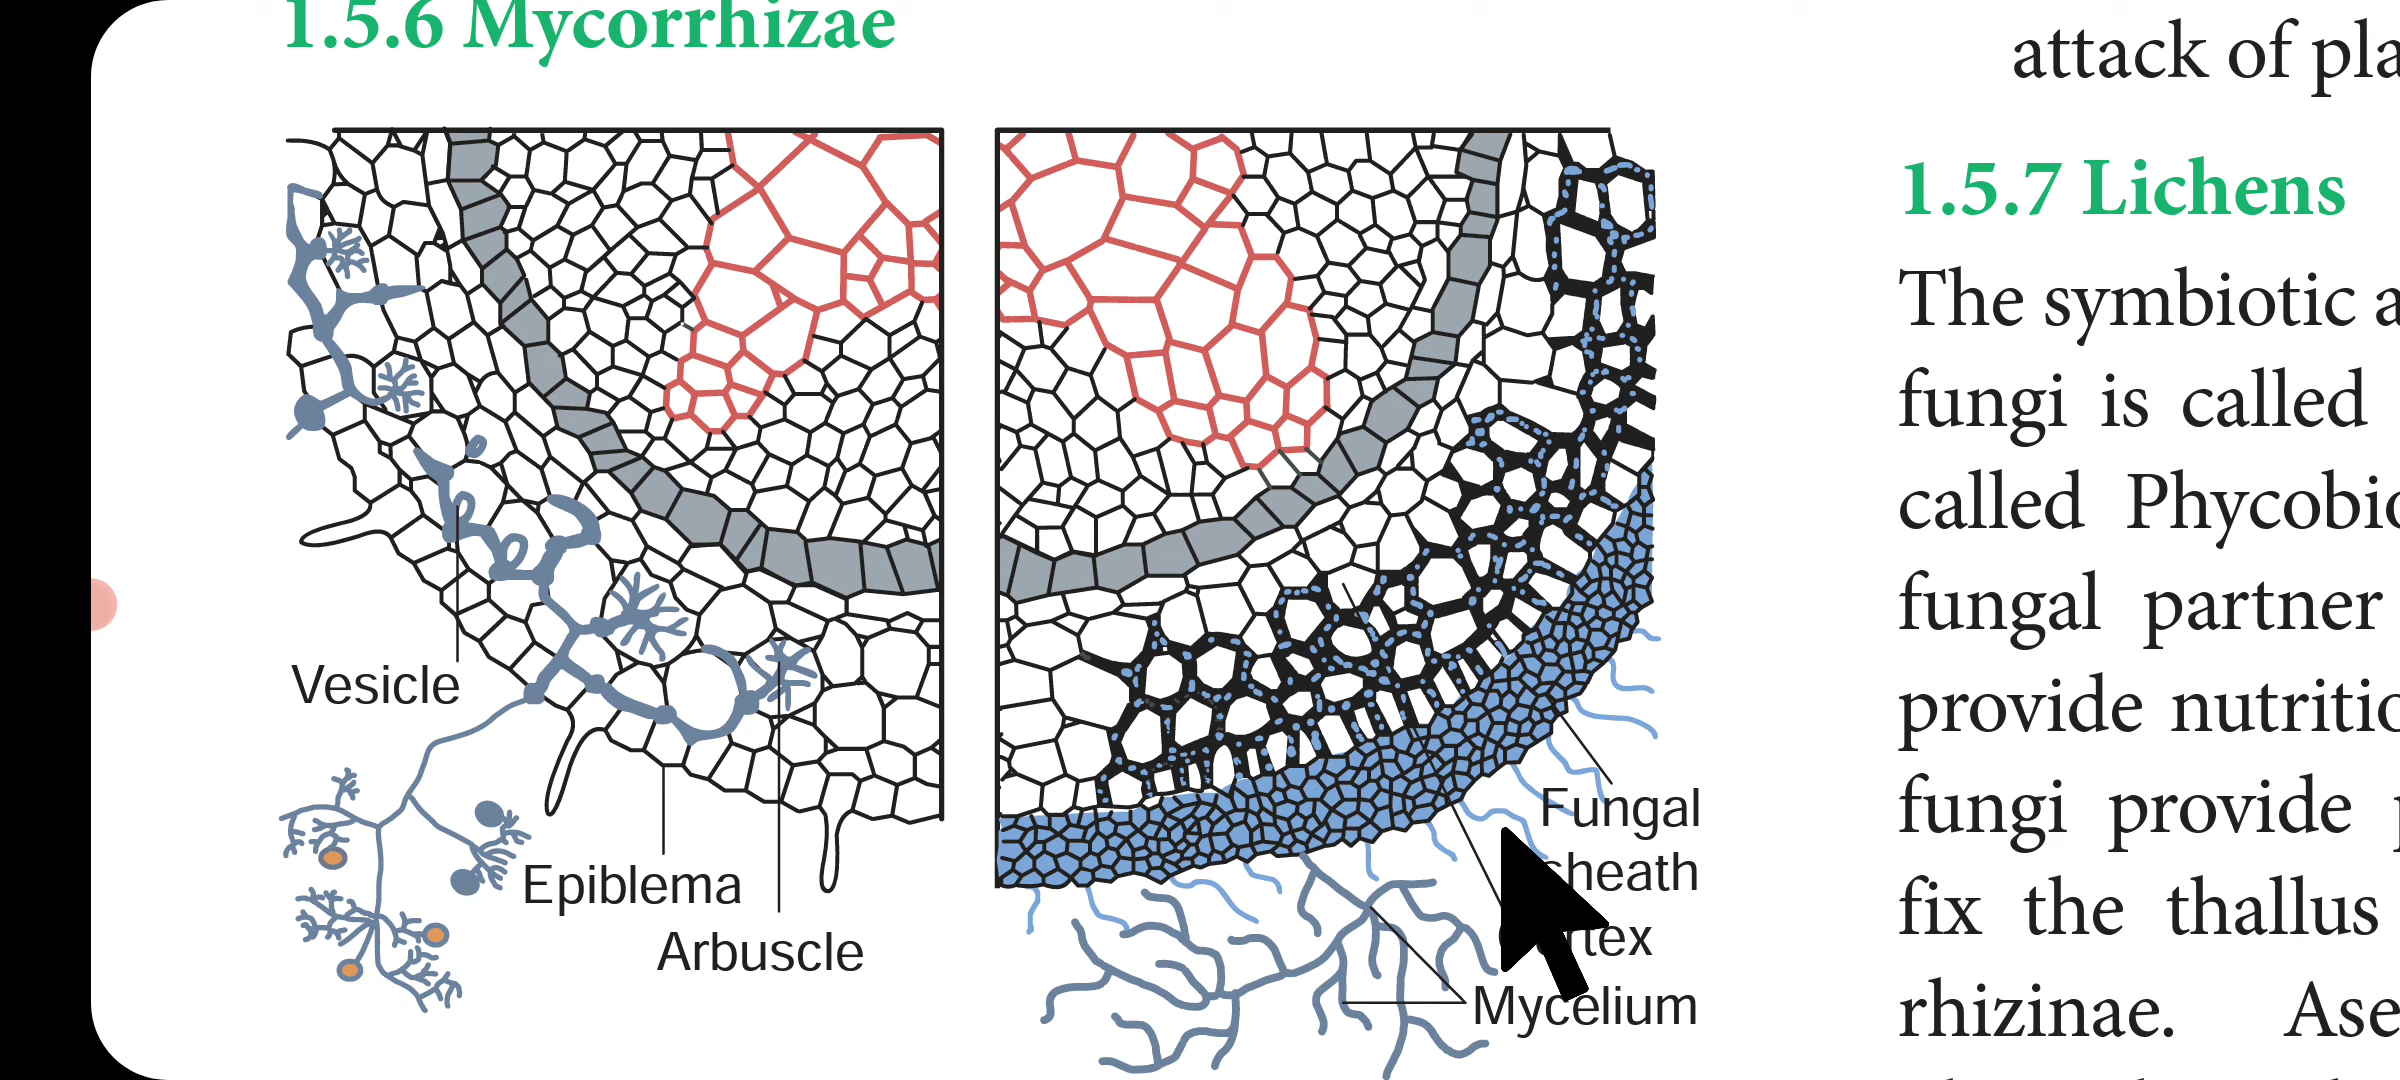 1.5.6 Mycorrhizae
Vesicle
Epiblema
Arbuscle
Fungal
sheath
Mycelium
attack of pla
1.5.7 Lichens
The symbiotic a
fungi is called
called Phycobio
fungal partner
provide nutritio
fungi provide p
fix the thallus
rhizinae. Ase